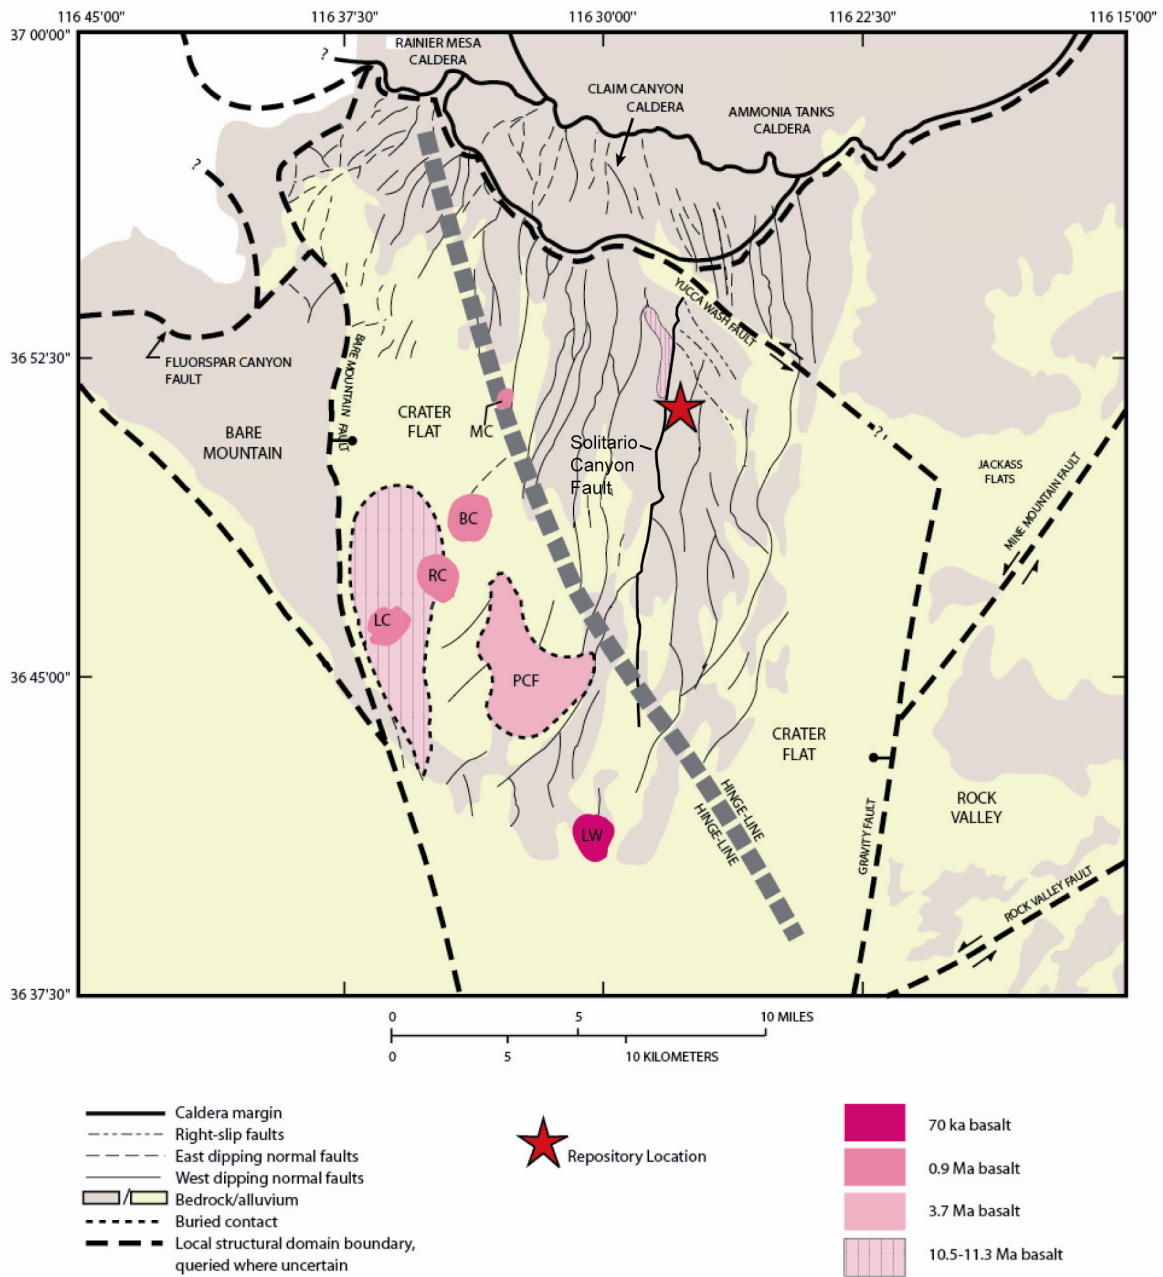 116 45'00"
116 37'30"
116 30'00"
116 22'30"
116 15'00"
37 00'00"
RAINIER MESA
CALDERA
?
CLAIM CANYON
CALDERA
AMMONIA TANKS
CALDERA
?
YUCCA WASH FAULT
36 52'30"
FLUORSPAR CANYON
FAULT
BARE MOUNTAIN FAULT
CRATER
FLAT
MC
BARE
MOUNTAIN
Solitario
Canyon
Fault
?
JACKASS
FLATS
MINE MOUNTAIN FAULT
BC
RC
LC
36 45'00"
PCF
CRATER
FLAT
HINGE-LINE
HINGE-LINE
ROCK
VALLEY
LW
GRAVITY FAULT
ROCK VALLEY FAULT
36 37'30"
0 5 10 MILES
0 5 10 KILOMETERS
Caldera margin
Right-slip faults
East dipping normal faults
West dipping normal faults
/ Bedrock/alluvium
Buried contact
Local structural domain boundary,
queried where uncertain
Repository Location
70 ka basalt
0.9 Ma basalt
3.7 Ma basalt
10.5-11.3 Ma basalt